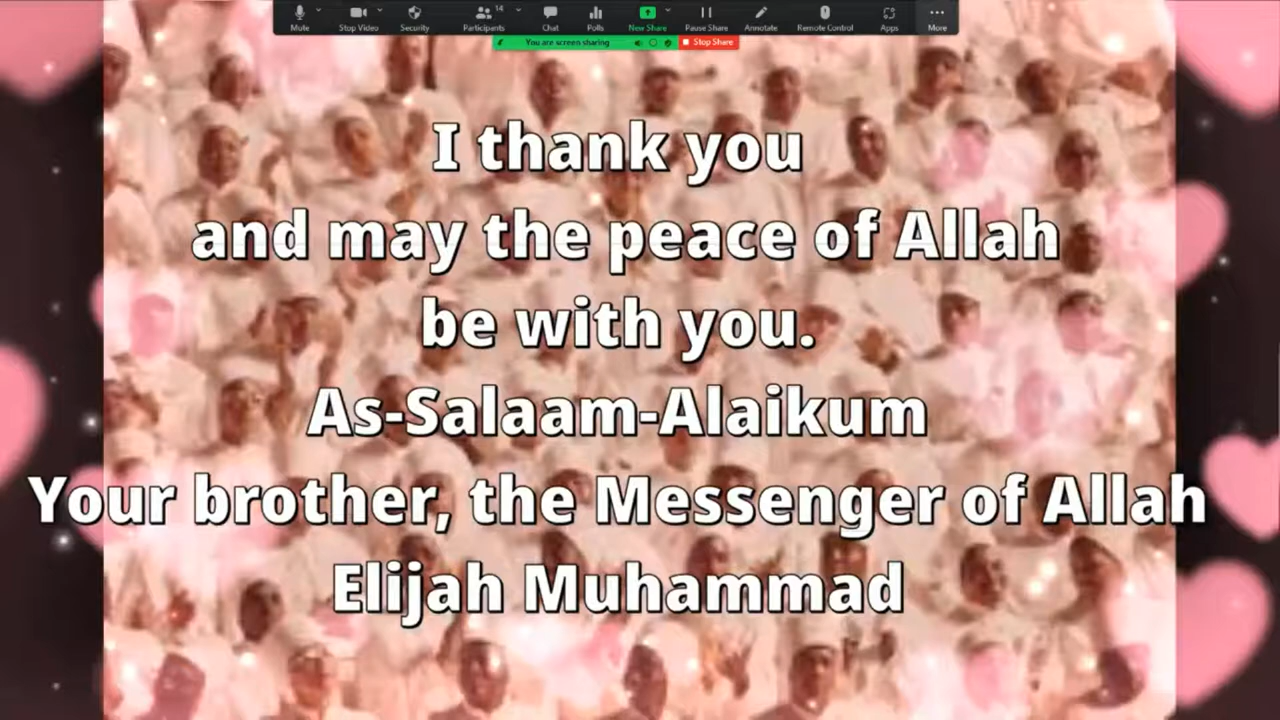 Mute
Stop Video
Security
14
Participants
Chat
Polls
New Share
Pause Share
Annotate
Remote Control
Apps
More
You are screen sharing
Stop Share
I thank you
and may the peace of Allah
be with you.
As-Salaam-Alaikum
Your brother, the Messenger of Allah
Elijah Muhammad